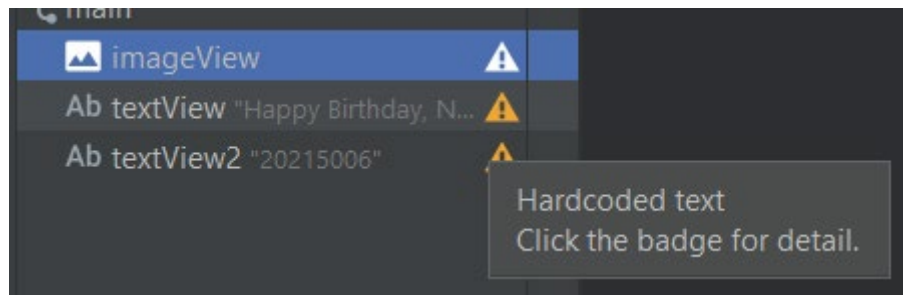 main
imageView
Ab textView "Happy Birthday, N...
Ab textView2 "20215006"
Hardcoded text
Click the badge for detail.